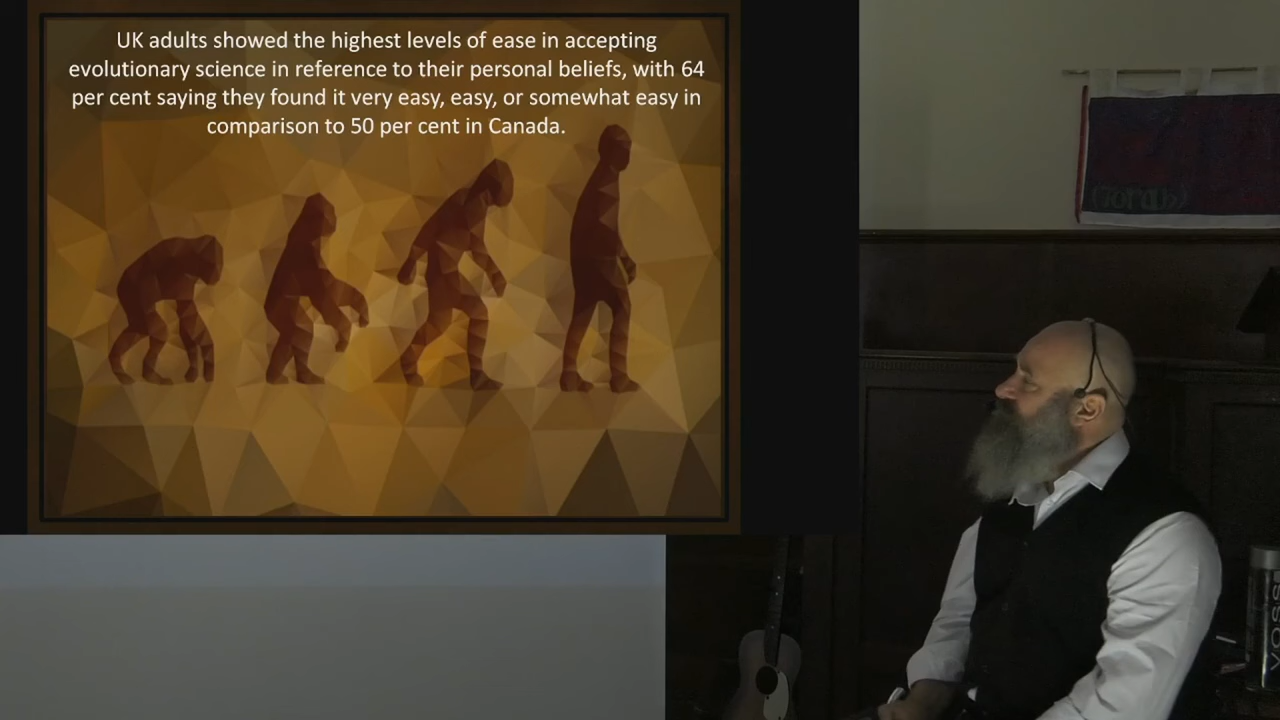 UK adults showed the highest levels of ease in accepting
evolutionary science in reference to their personal beliefs, with 64
per cent saying they found it very easy, easy, or somewhat easy in
comparison to 50 per cent in Canada.
VOSS